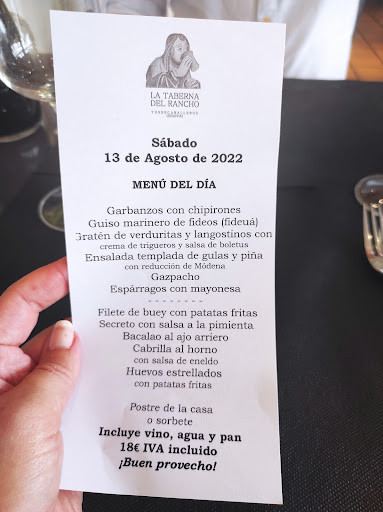 LA TABERNA
DEL RANCHO
TORRECABALLEROS
SEGOVIA
Sábado
13 de Agosto de 2022
MENÚ DEL DÍA
Garbanzos con chipirones
Guiso marinero de fideos (fideuá)
Gratén de verduritas y langostinos con
crema de trigueros y salsa de boletus
Ensalada templada de gulas y piña
con reducción de Módena
Gazpacho
Espárragos con mayonesa
- - - - - - - -
Filete de buey con patatas fritas
Secreto con salsa a la pimienta
Bacalao al ajo arriero
Cabrilla al horno
con salsa de eneldo
Huevos estrellados
con patatas fritas
Postre de la casa
o sorbete
Incluye vino, agua y pan
18€ IVA incluido
¡Buen provecho!